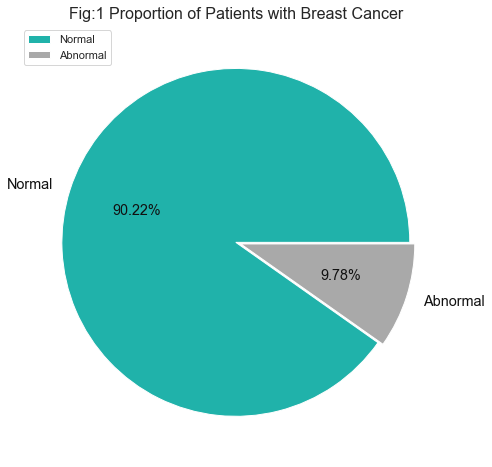 Fig:1 Proportion of Patients with Breast Cancer
Normal
Abnormal
Normal
90.22%
9.78%
Abnormal